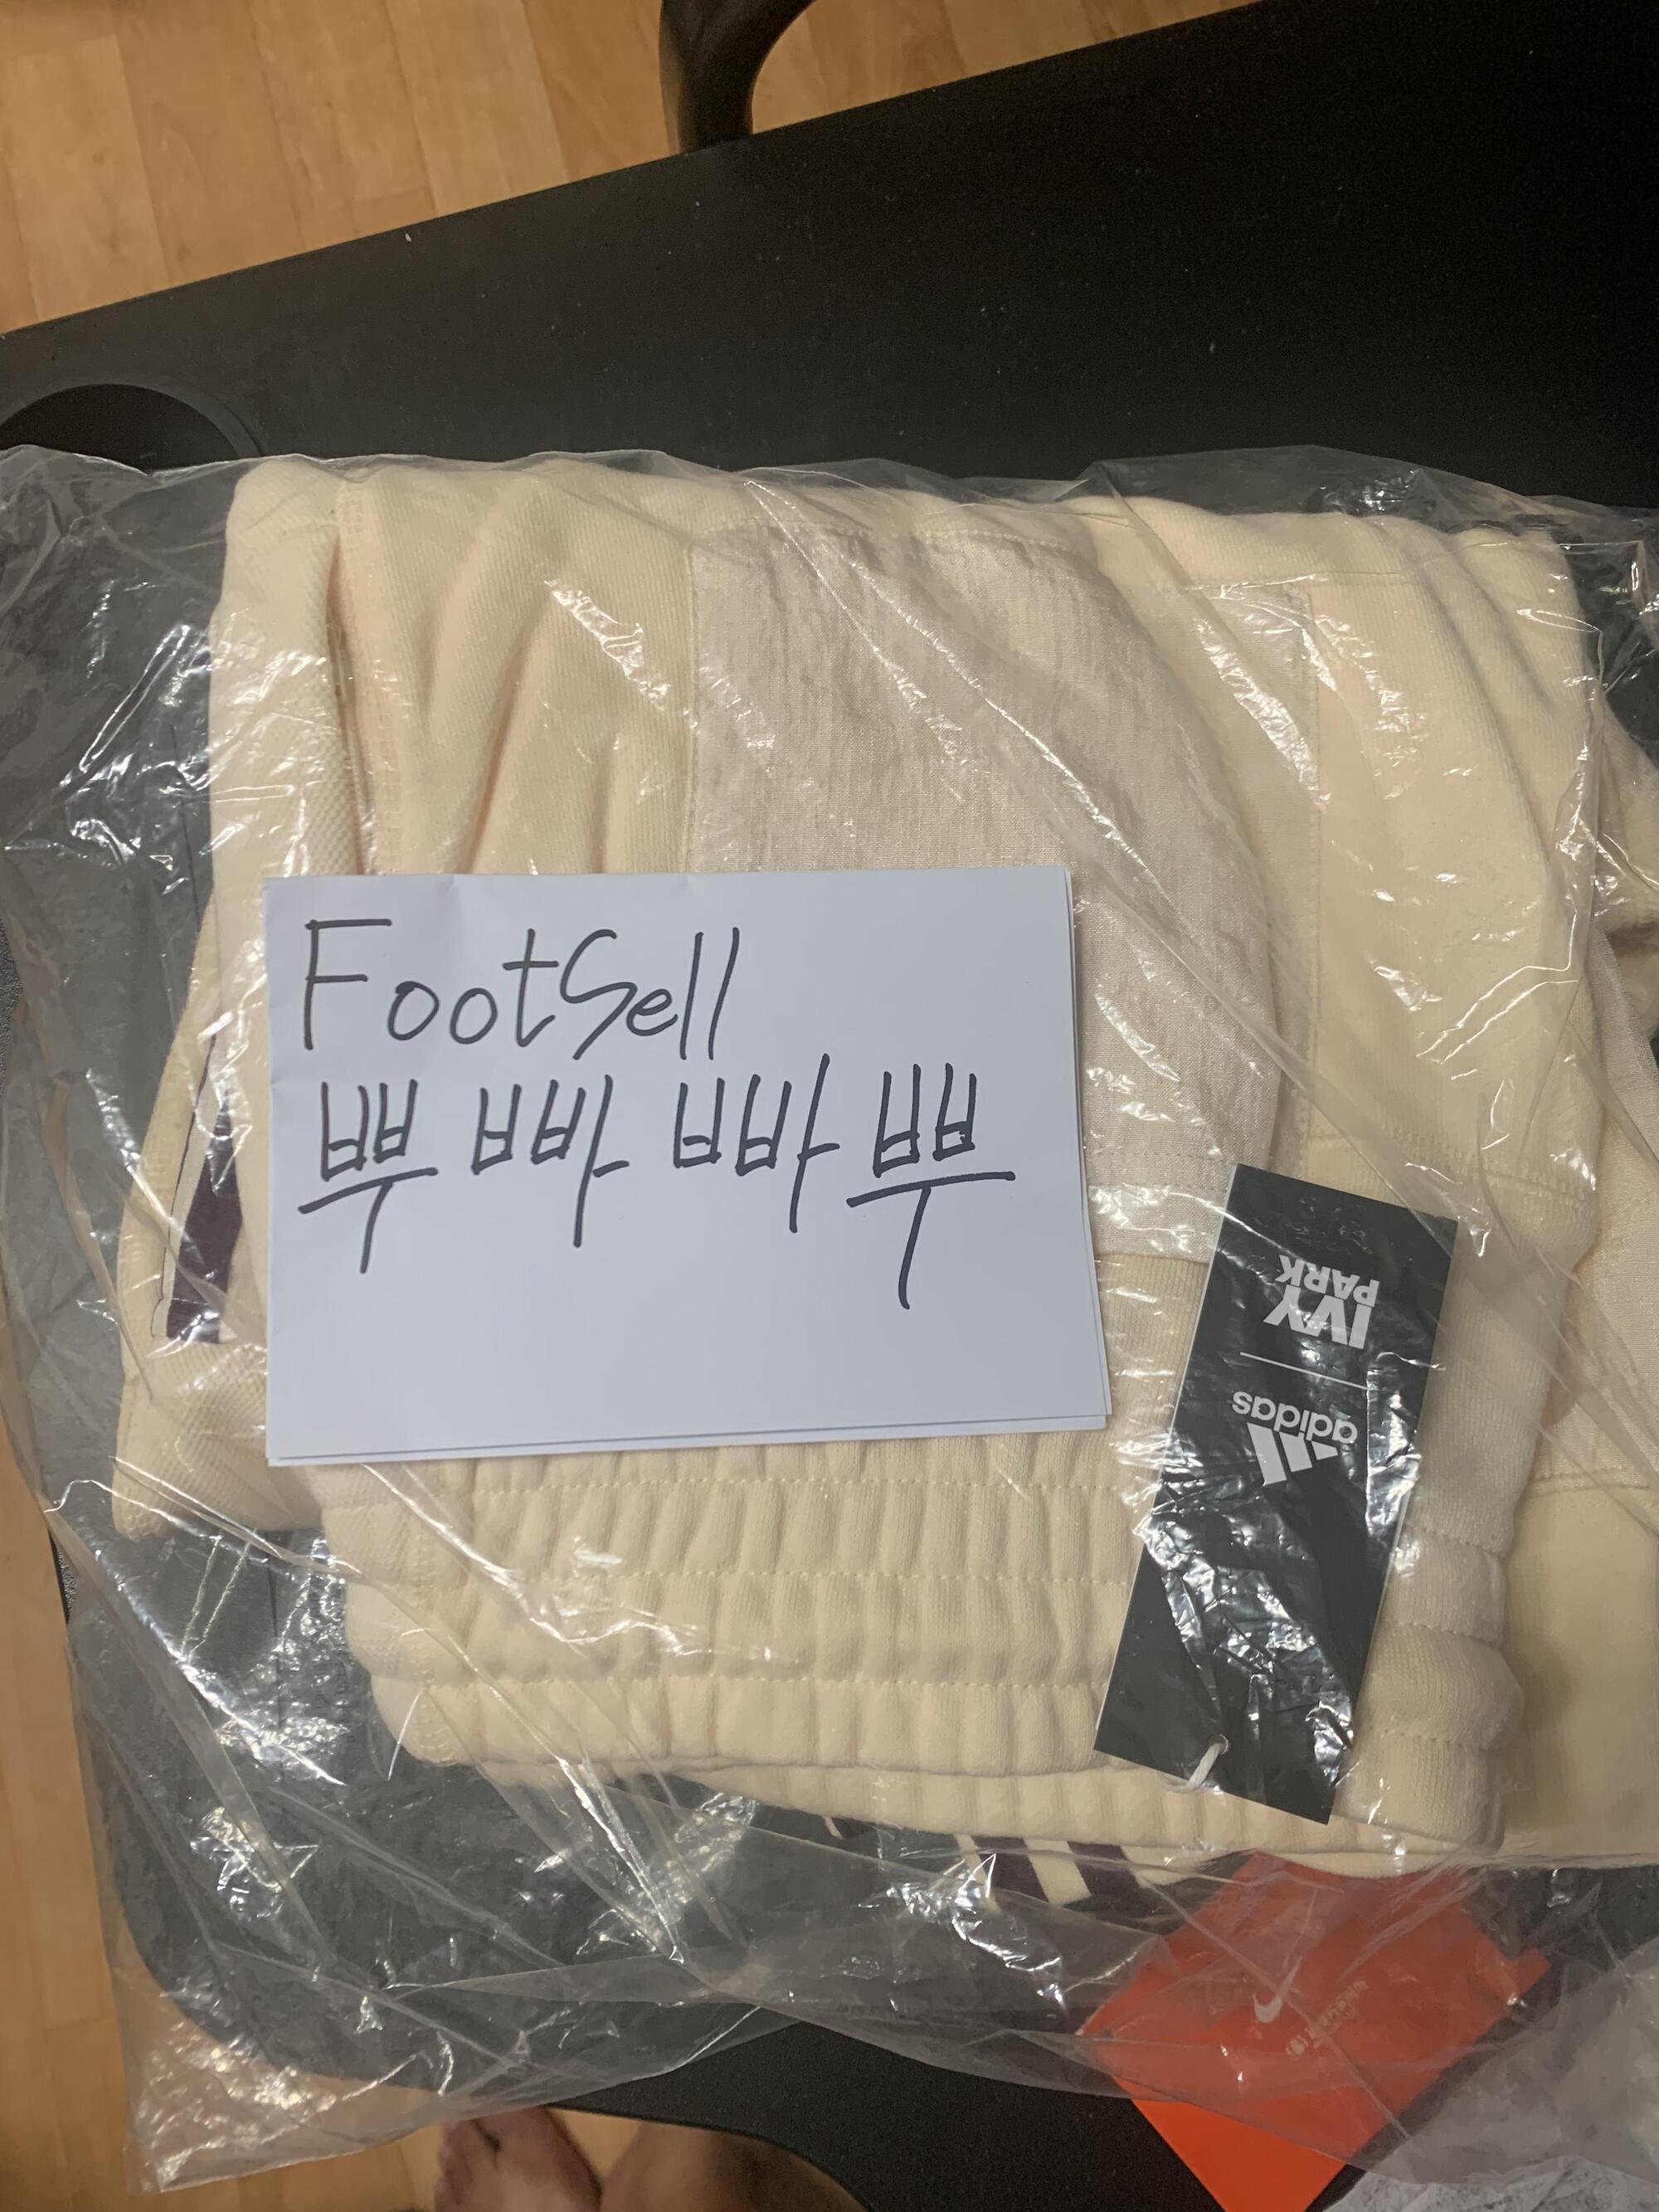 FootSell
뿌 빠 빠 뿌
IVY
PARK
adidas